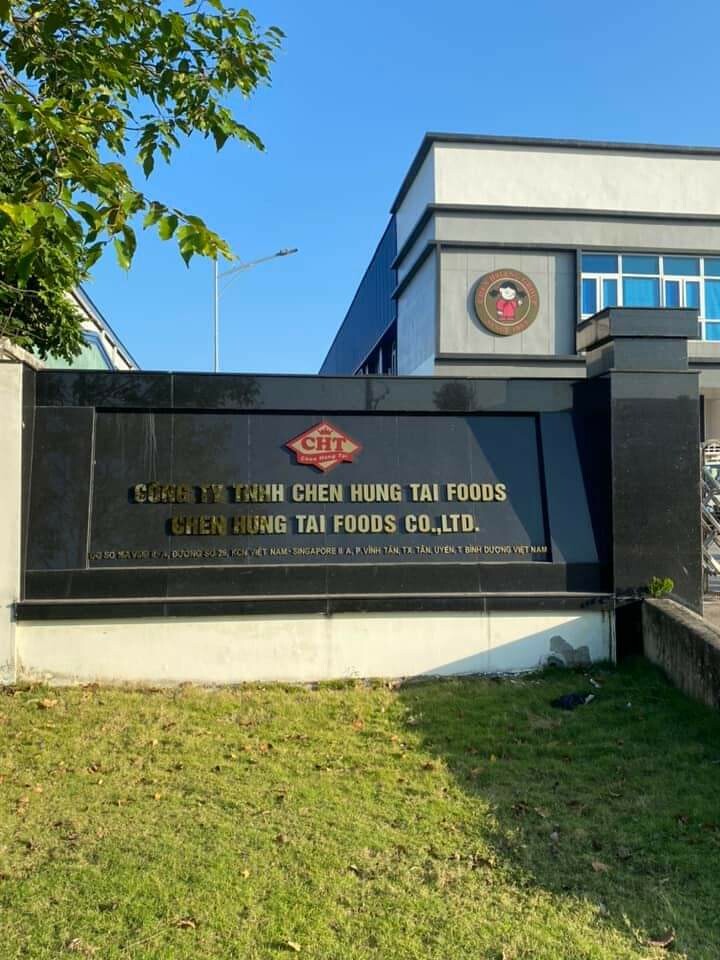 CHT
Chen Hung Tai
CÔNG TY TNHH CHEN HUNG TAI FOODS
CHEN HUNG TAI FOODS CO.,LTD.
ĐƯỜNG SỐ 29, KCN VIỆT NAM-SINGAPORE II A, P. VĨNH TÂN, TX. TÂN, UYÊN, T. BÌNH DƯƠNG VIỆT NAM